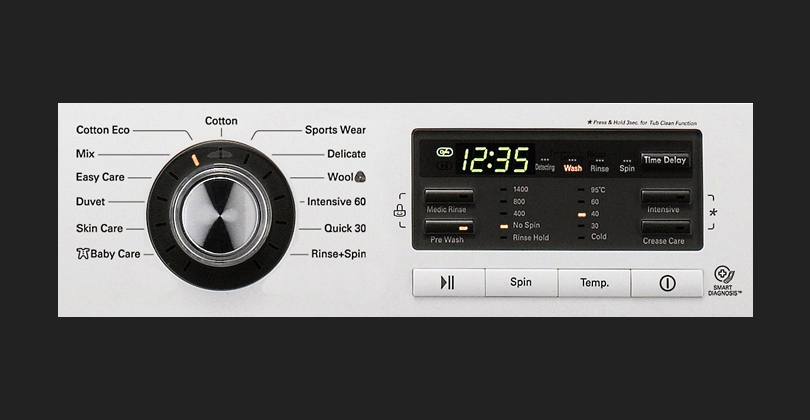 Cotton
Cotton Eco
Sports Wear
Mix
Delicate
Easy Care
Wool
Duvet
Intensive 60
Skin Care
Quick 30
Baby Care
Rinse+Spin
* Press & Hold 3sec. for Tub Clean Function
12:35
Detecting
Wash
Rinse
Spin
Time Delay
Medic Rinse
Pre Wash
1400
800
400
No Spin
Rinse Hold
95°C
60
40
30
Cold
Intensive
Crease Care
*
Spin
Temp.
SMART
DIAGNOSIS™